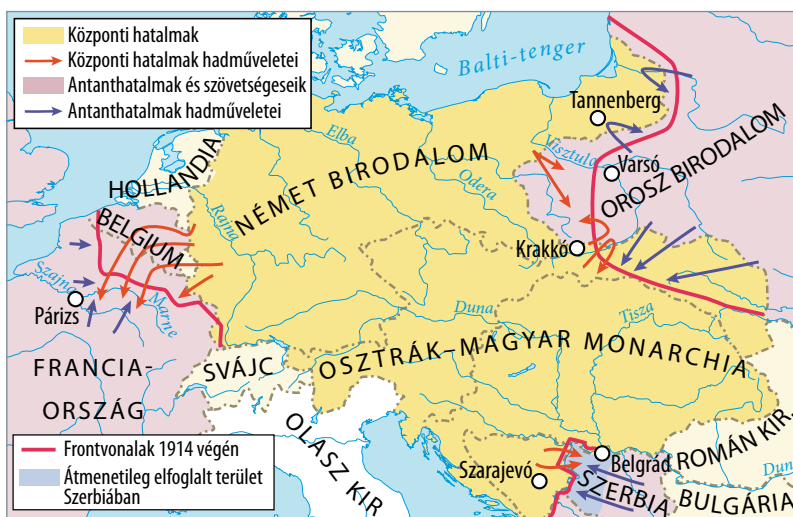 Központi hatalmak
Központi hatalmak hadműveletei
Antanthatalmak és szövetségeseik
Antanthatalmak hadműveletei
Balti-tenger
Tannenberg
Visztula
Varsó
OROSZ BIRODALOM
HOLLANDIA
Elba
NÉMET BIRODALOM
Odera
BELGIUM
Rajna
Krakkó
Szajna
Marne
Párizs
Duna
Tisza
FRANCIA-
ORSZÁG
SVÁJC
OSZTRÁK–MAGYAR MONARCHIA
OLASZ KIR.
Szarajevó
Belgrád
SZERBIA
ROMÁN KIR.
Duna
BULGÁRIA
Frontvonalak 1914 végén
Átmenetileg elfoglalt terület
Szerbiában